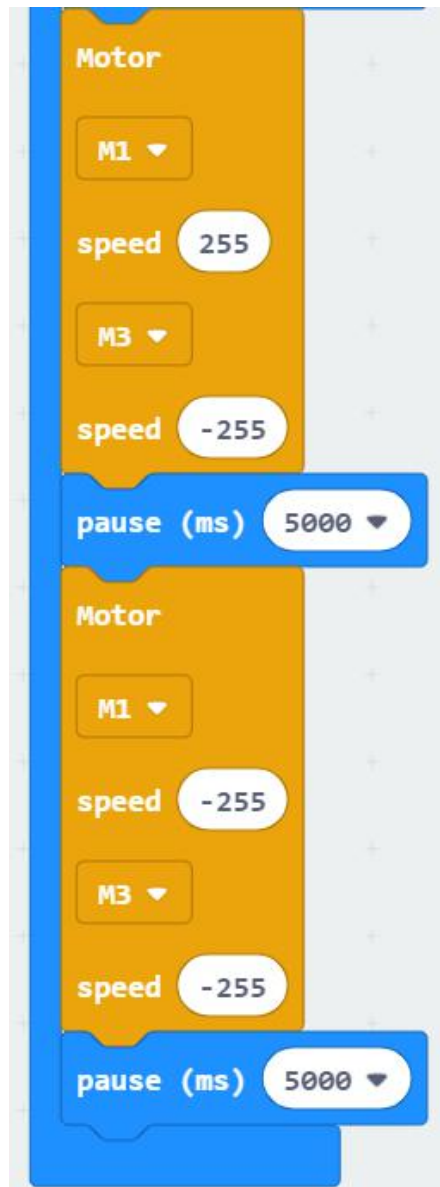 Motor
M1
speed 255
M3
speed -255
pause (ms) 5000
Motor
M1
speed -255
M3
speed -255
pause (ms) 5000